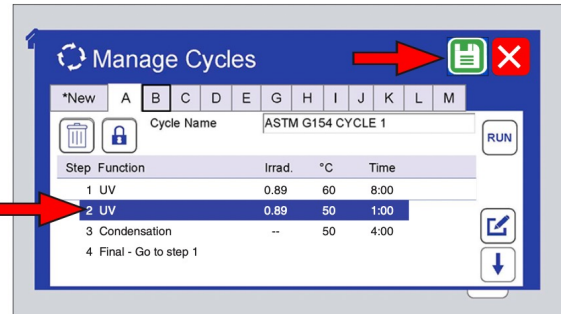 Manage Cycles
*New A B C D E G H I J K L M
Cycle Name ASTM G154 CYCLE 1
RUN
Step Function Irrad. °C Time
1 UV 0.89 60 8:00
2 UV 0.89 50 1:00
3 Condensation -- 50 4:00
4 Final - Go to step 1